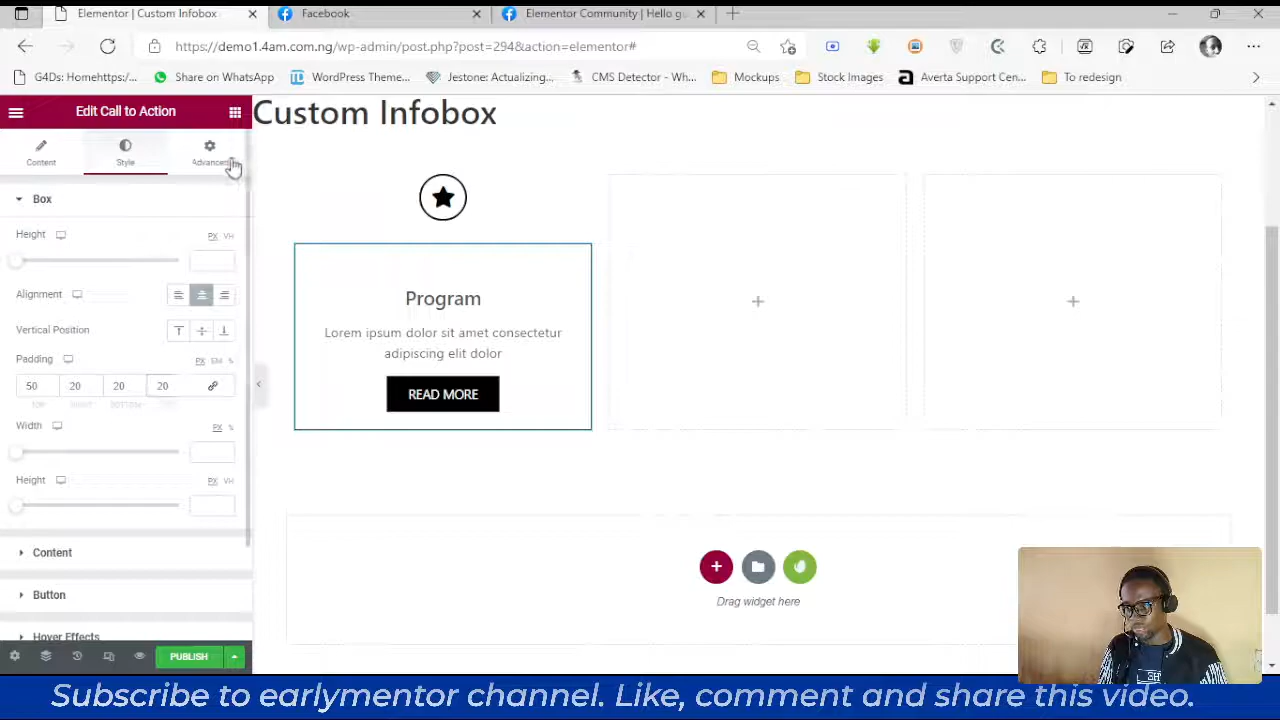 Elementor | Custom Infobox
Facebook
Elementor Community | Hello g
https://demo1.4am.com.ng/wp-admin/post.php?post=294&action=elementor#
G4Ds: Homehttps:/...
Share on WhatsApp
WordPress Theme...
Jestone: Actualizing...
CMS Detector - Wh...
Mockups
Stock Images
Averta Support Cen...
To redesign
Edit Call to Action
Content
Style
Advanced
Box
Height
PX VH
Alignment
Vertical Position
Padding
PX EM %
50
20
20
20
TOP
RIGHT
BOTTOM
Width
PX %
Height
PX VH
Content
Button
Hover Effects
PUBLISH
Custom Infobox
Program
Lorem ipsum dolor sit amet consectetur
adipiscing elit dolor
READ MORE
Drag widget here
Subscribe to earlymentor channel. Like, comment and share this video.